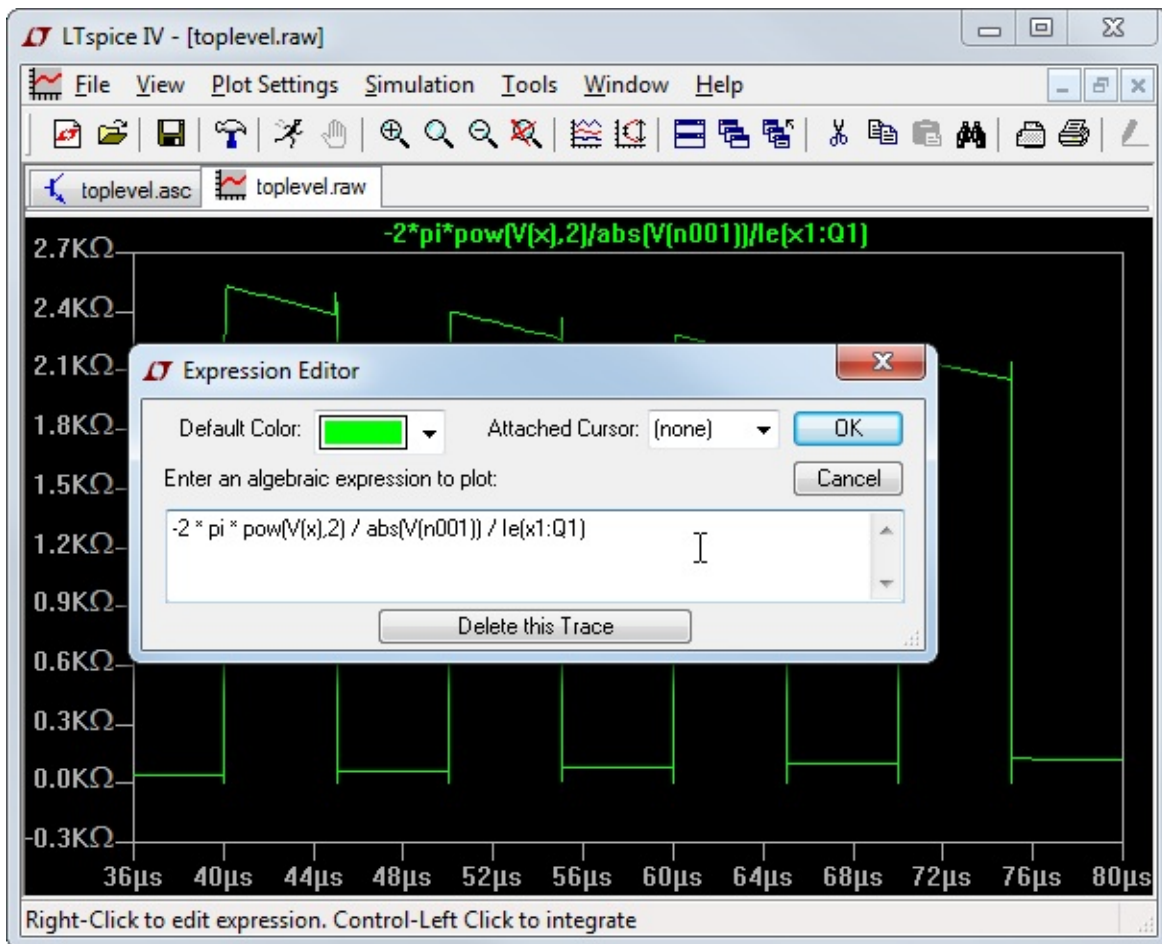 LTspice IV - [toplevel.raw]
File View Plot Settings Simulation Tools Window Help
toplevel.asc toplevel.raw
-2*pi*pow(V(x),2)/abs(V(n001))/Ie(x1:Q1)
2.7KΩ
2.4KΩ
2.1KΩ
1.8KΩ
1.5KΩ
1.2KΩ
0.9KΩ
0.6KΩ
0.3KΩ
0.0KΩ
-0.3KΩ
Expression Editor
Default Color: Attached Cursor: (none) OK
Enter an algebraic expression to plot: Cancel
-2 * pi * pow(V(x),2) / abs(V(n001)) / Ie(x1:Q1)
Delete this Trace
36µs 40µs 44µs 48µs 52µs 56µs 60µs 64µs 68µs 72µs 76µs 80µs
Right-Click to edit expression. Control-Left Click to integrate